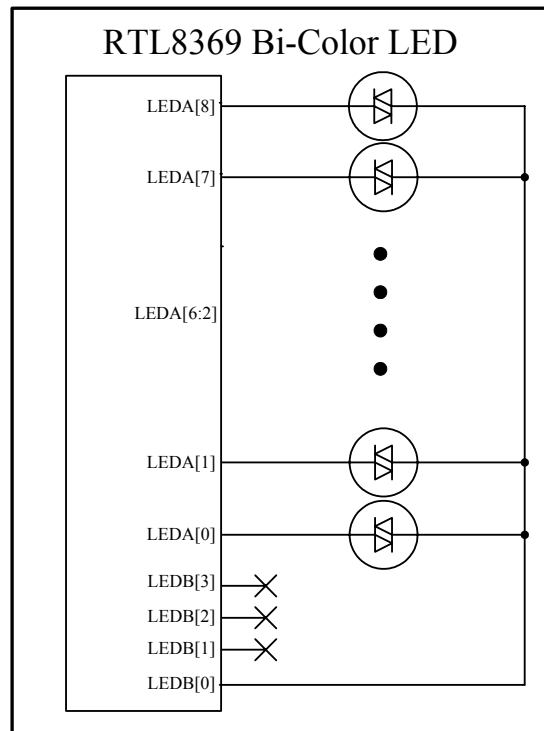 RTL8369 Bi-Color LED
LEDA[8]
LEDA[7]
LEDA[6:2]
LEDA[1]
LEDA[0]
LEDB[3]
LEDB[2]
LEDB[1]
LEDB[0]